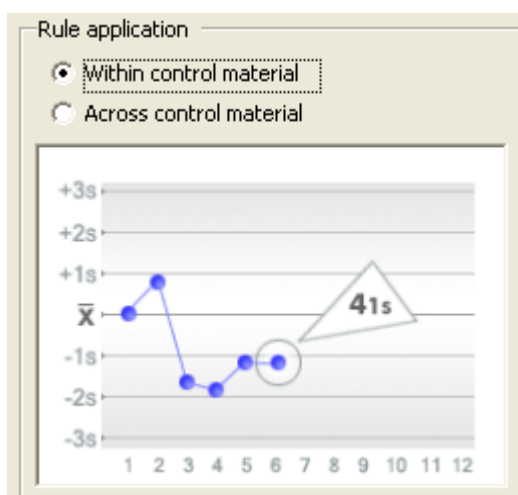 Rule application
Within control material
Across control material
+3s
+2s
+1s
41s
x̅
-1s
-2s
-3s
1 2 3 4 5 6 7 8 9 10 11 12